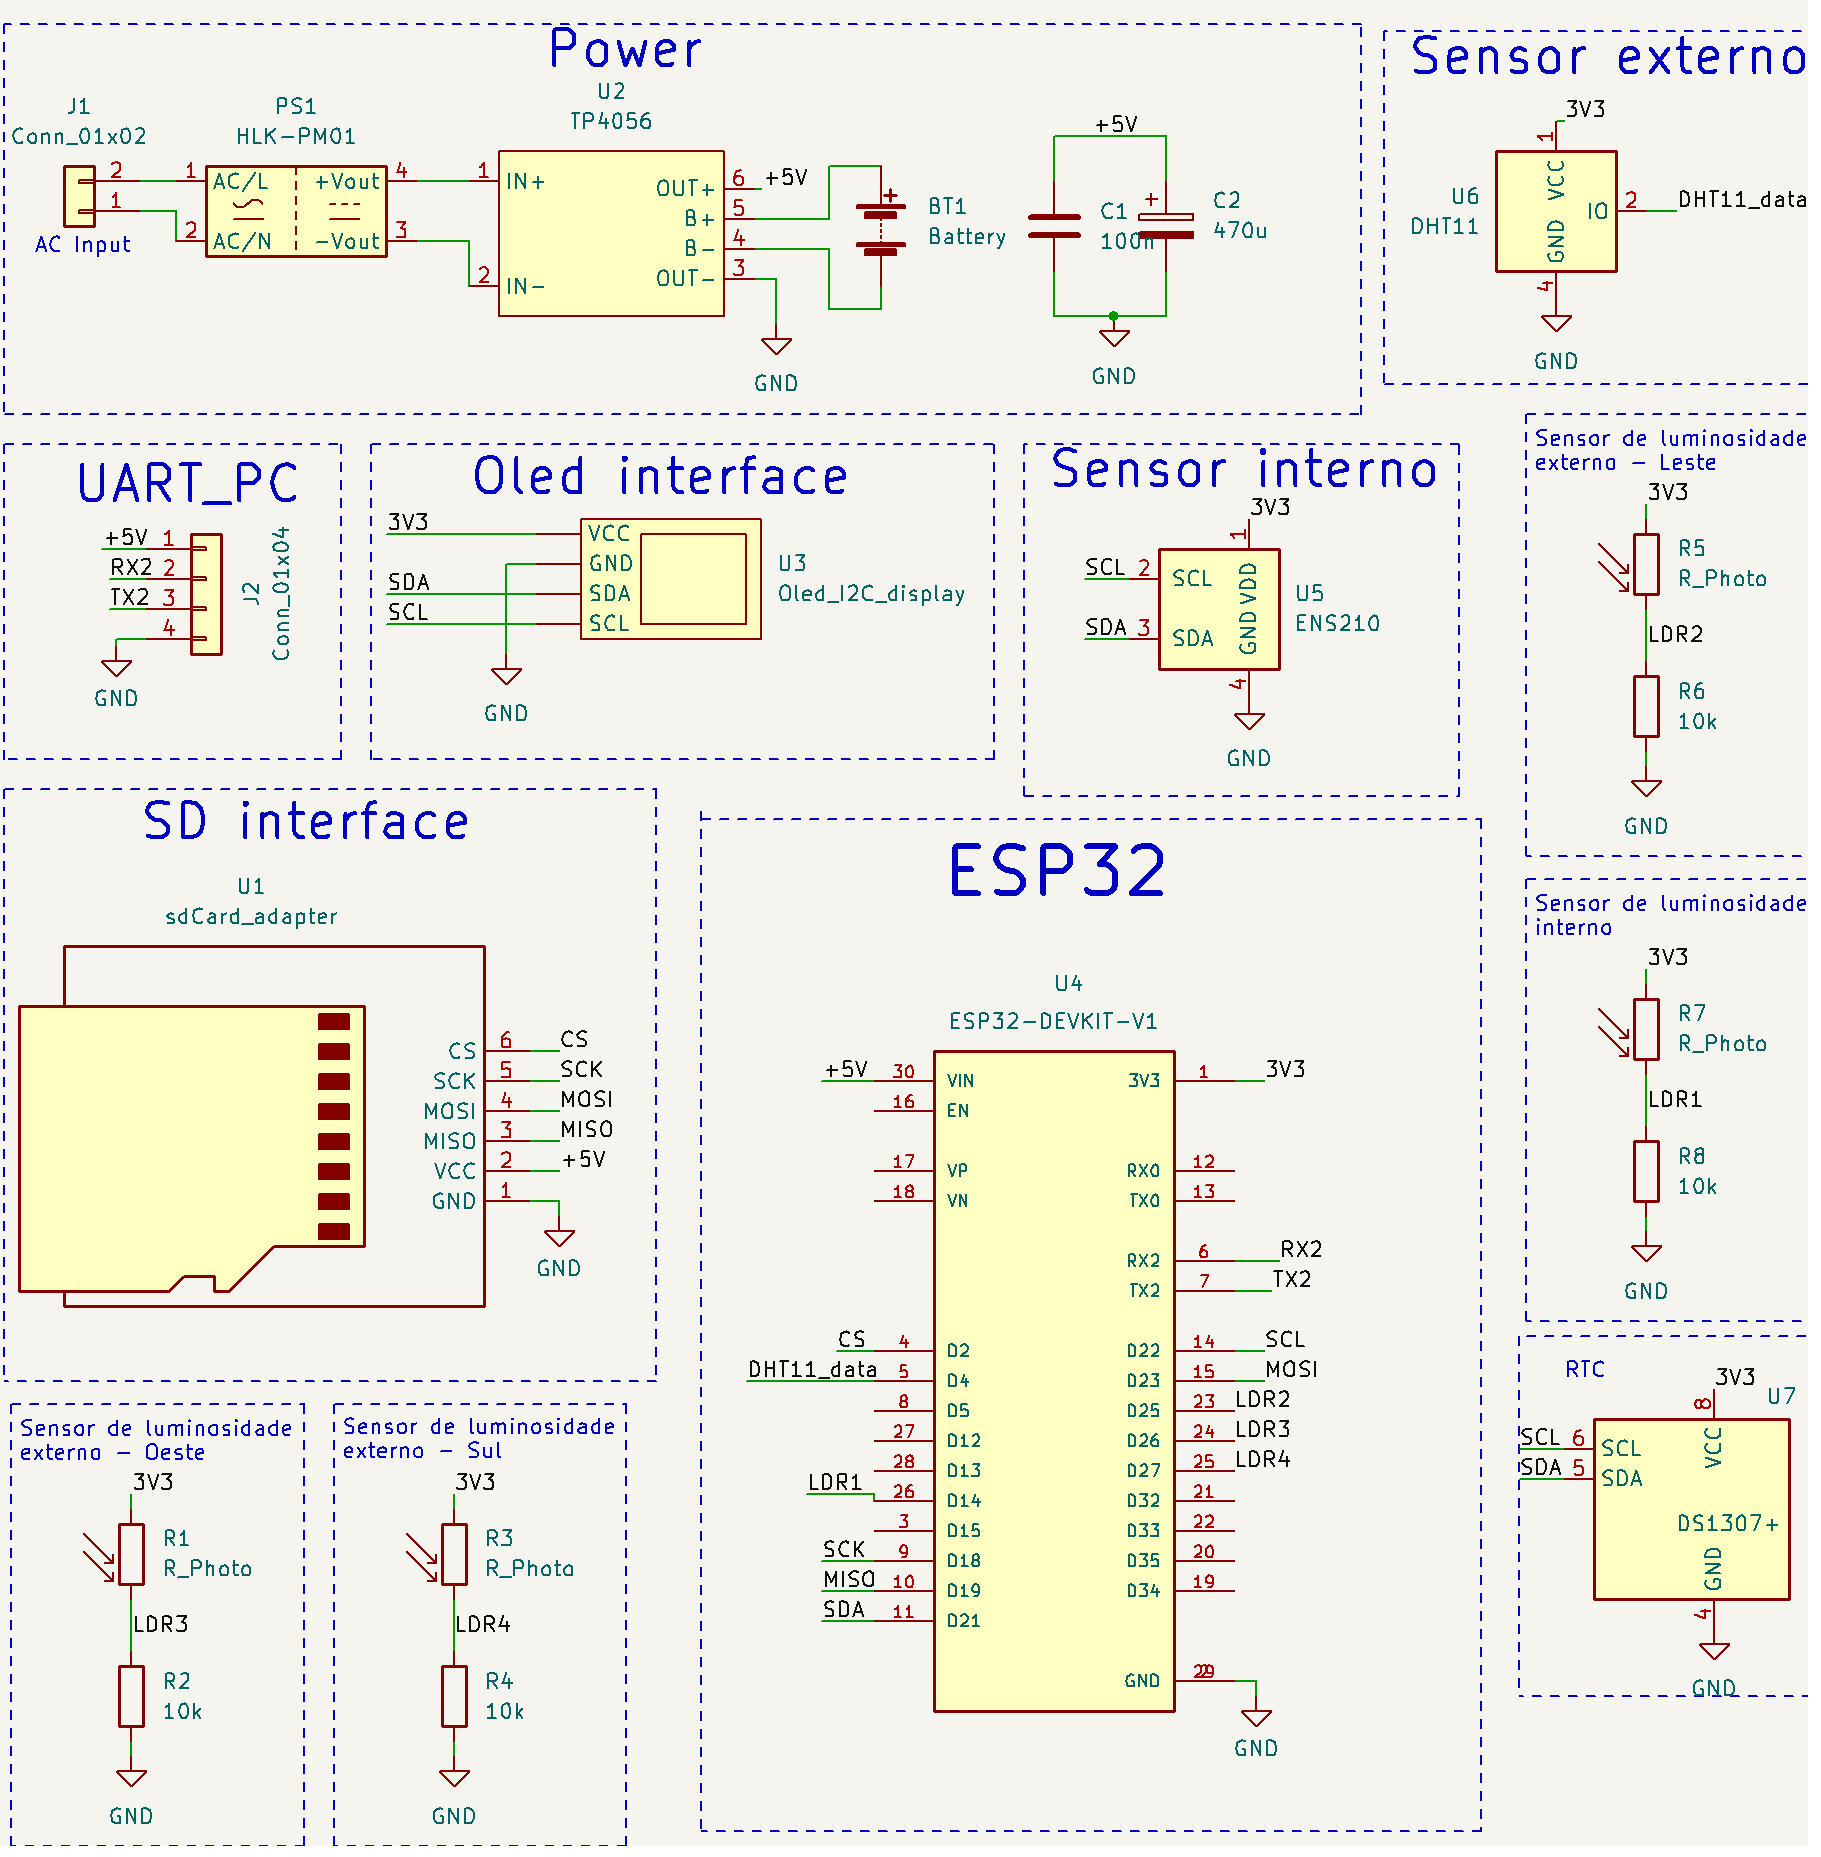 Power
J1
Conn_01x02
2
1
AC Input
PS1
HLK-PM01
1
AC/L
+Vout
4
2
AC/N
-Vout
3
U2
TP4056
1
IN+
2
IN-
OUT+
6
+5V
B+
5
B-
4
OUT-
3
GND
BT1
Battery
+5V
C1
100n
C2
470u
GND
Sensor externo
3V3
1
VCC
U6
DHT11
IO
2
DHT11_data
GND
4
GND
UART_PC
+5V
1
RX2
2
TX2
3
4
GND
J2
Conn_01x04
Oled interface
3V3
VCC
GND
SDA
SDA
SCL
SCL
U3
Oled_I2C_display
GND
Sensor interno
3V3
1
SCL
2
SCL
VDD
SDA
3
SDA
GND
U5
ENS210
4
GND
Sensor de luminosidade
externo - Leste
3V3
R5
R_Photo
LDR2
R6
10k
GND
SD interface
U1
sdCard_adapter
CS
6
CS
SCK
5
SCK
MOSI
4
MOSI
MISO
3
MISO
VCC
2
+5V
GND
1
GND
ESP32
U4
ESP32-DEVKIT-V1
+5V
30
VIN
3V3
1
3V3
16
EN
17
VP
RX0
12
18
VN
TX0
13
RX2
6
RX2
TX2
7
TX2
CS
4
D2
D22
14
SCL
DHT11_data
5
D4
D23
15
MOSI
8
D5
D25
23
LDR2
27
D12
D26
24
LDR3
28
D13
D27
25
LDR4
LDR1
26
D14
D32
21
3
D15
D33
22
SCK
9
D18
D35
20
MISO
10
D19
D34
19
SDA
11
D21
GND
GND
Sensor de luminosidade
interno
3V3
R7
R_Photo
LDR1
R8
10k
GND
RTC
3V3
U7
8
VCC
SCL
6
SCL
SDA
5
SDA
DS1307+
GND
4
GND
Sensor de luminosidade
externo - Oeste
3V3
R1
R_Photo
LDR3
R2
10k
GND
Sensor de luminosidade
externo - Sul
3V3
R3
R_Photo
LDR4
R4
10k
GND